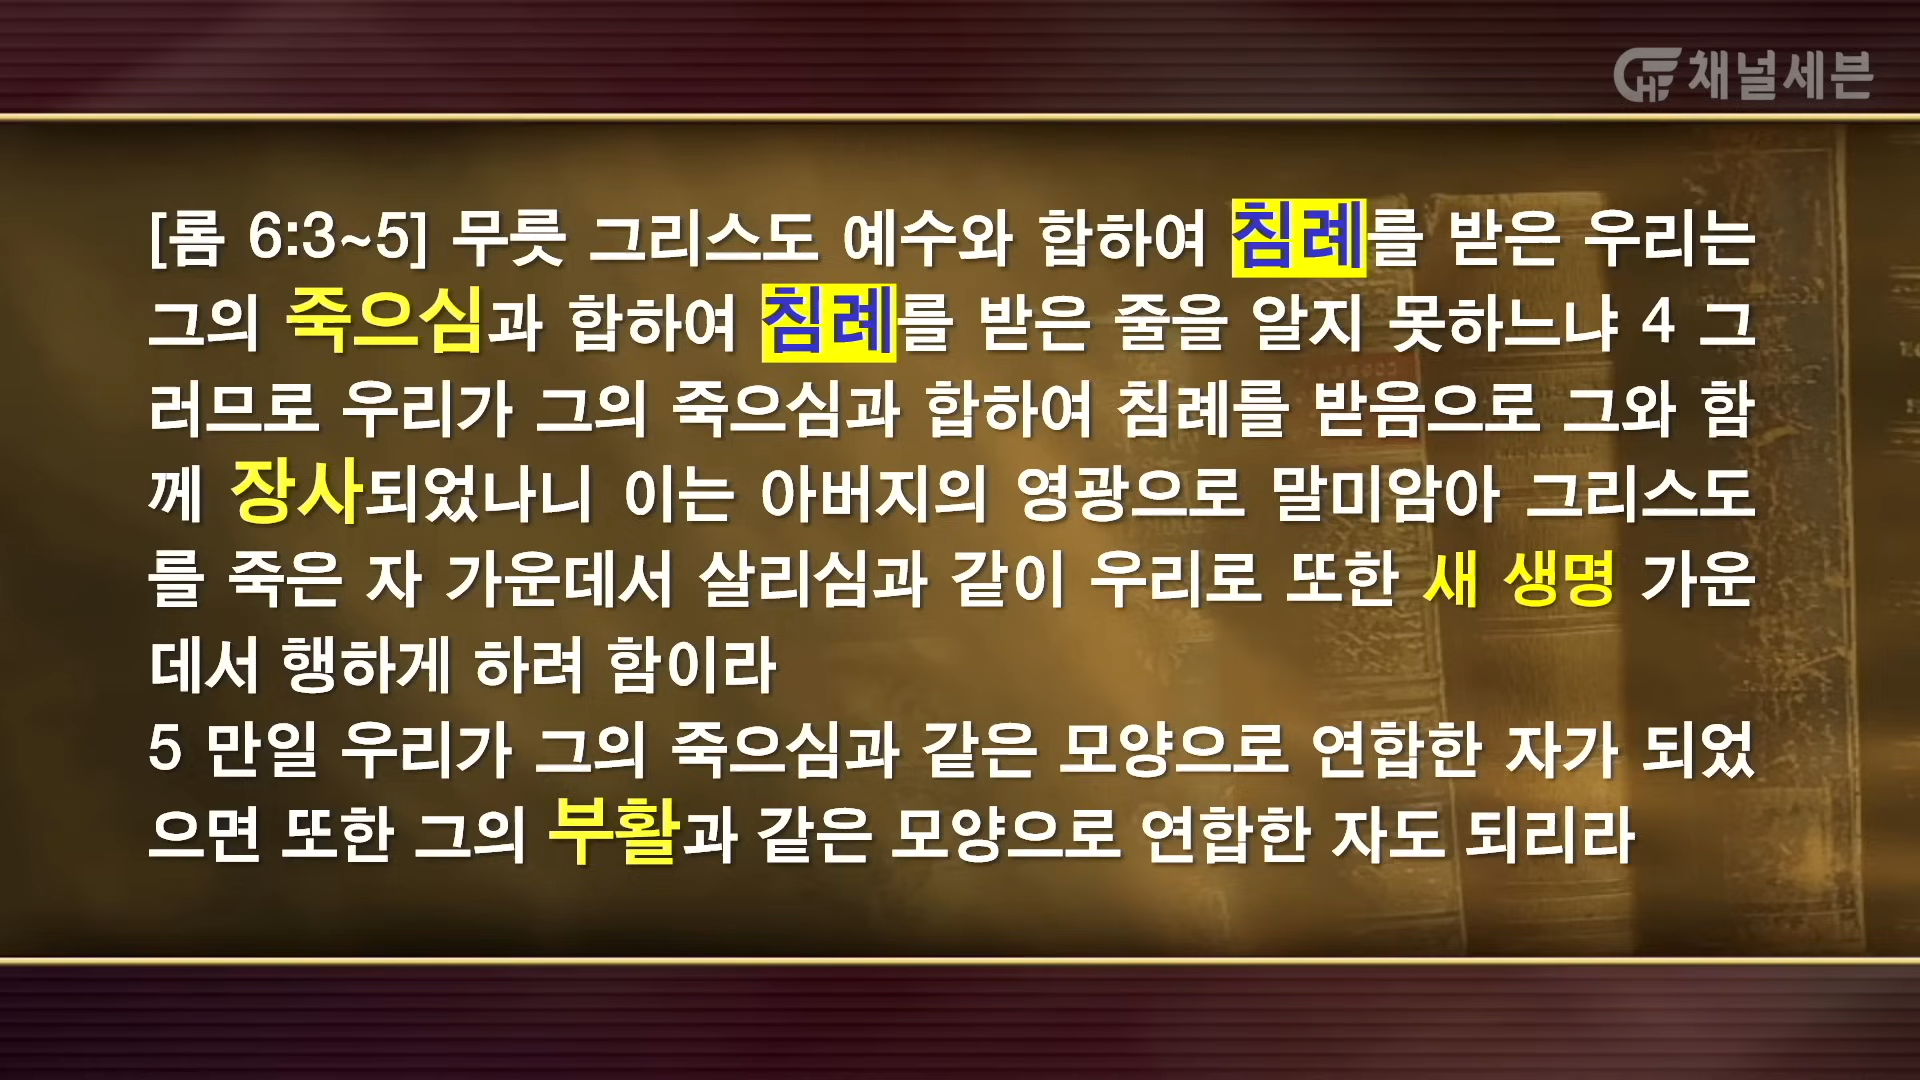 채널세븐
[롬 6:3~5] 무릇 그리스도 예수와 합하여 침례를 받은 우리는
그의 죽으심과 합하여 침례를 받은 줄을 알지 못하느냐 4 그
러므로 우리가 그의 죽으심과 합하여 침례를 받음으로 그와 함
께 장사되었나니 이는 아버지의 영광으로 말미암아 그리스도
를 죽은 자 가운데서 살리심과 같이 우리로 또한 새 생명 가운
데서 행하게 하려 함이라
5 만일 우리가 그의 죽으심과 같은 모양으로 연합한 자가 되었
으면 또한 그의 부활과 같은 모양으로 연합한 자도 되리라